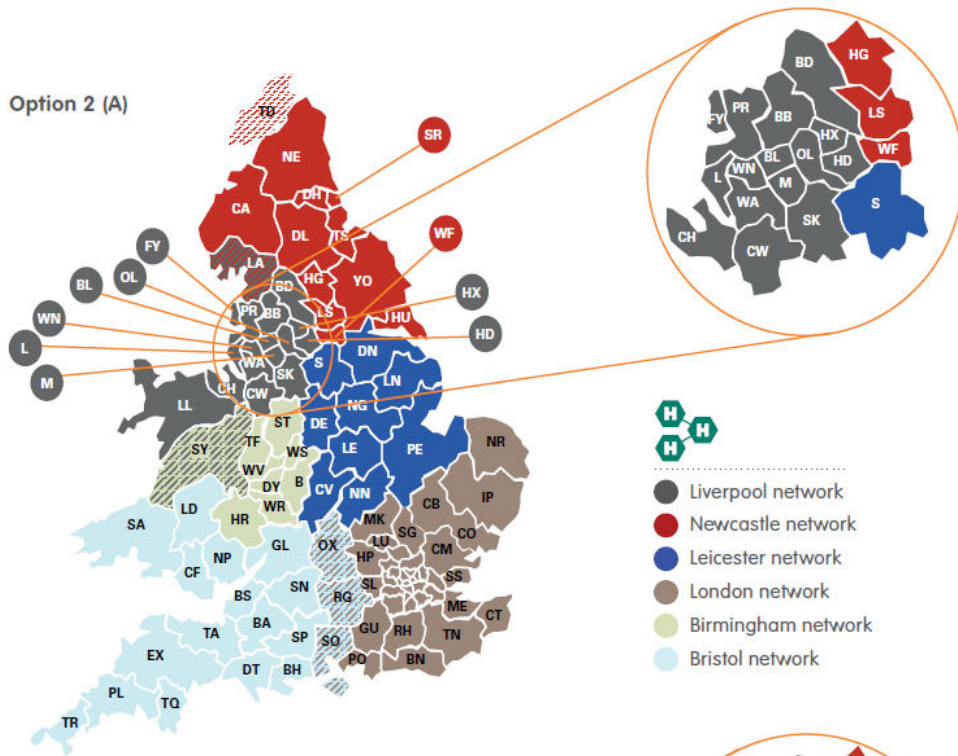 Option 2 (A)
TD
NE
SR
DH
CA
DL
TS
WF
LA
HG
YO
BD
FY
OL
BL
WN
L
M
PR
BB
LS
HU
HX
HD
WA
SK
CH
CW
LL
S
DN
LN
NG
DE
LE
PE
CV
NN
ST
TF
WS
WV
SY
DY
B
WR
HR
NR
IP
CB
CO
MK
SG
LU
HP
CM
SS
SL
ME
CT
GU
RH
TN
PO
BN
OX
RG
SO
SA
LD
NP
CF
GL
SN
BS
BA
SP
TA
EX
DT
BH
PL
TQ
TR
BD
HG
PR
FY
BB
LS
HX
WF
BL
OL
HD
L
WN
M
WA
SK
S
CH
CW
H
H
H
Liverpool network
Newcastle network
Leicester network
London network
Birmingham network
Bristol network